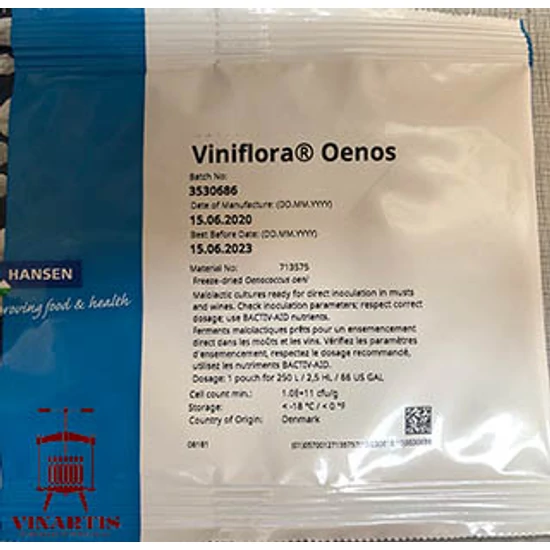 Viniflora® Oenos
Batch No:
3530686
Date of Manufacture: (DD.MM.YYYY)
15.06.2020
Best Before Date: (DD.MM.YYYY)
15.06.2023
Material No: 713575
Freeze-dried Oenococcus oeni
Malolactic cultures ready for direct inoculation in musts
and wines. Check inoculation parameters; respect correct
dosage; use BACTIV-AID nutrients.
Ferments malolactiques prêts pour un ensemencement
direct dans les moûts et les vins. Vérifiez les paramètres
d'ensemencement, respectez le dosage recommandé,
utilisez les nutriments BACTIV-AID.
Dosage: 1 pouch for 250 L / 2,5 HL / 66 US GAL
Cell count min.: 1.0E+11 cfu/g
Storage: < -18 °C / < 0 °F
Country of Origin: Denmark
08181
HANSEN
roving food & health
VINARTIS